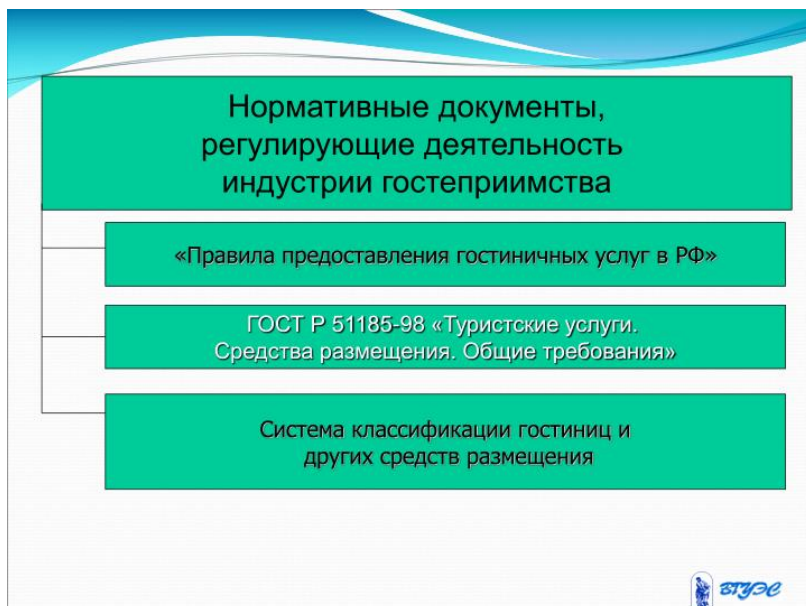 Нормативные документы,
регулирующие деятельность
индустрии гостеприимства
«Правила предоставления гостиничных услуг в РФ»
ГОСТ Р 51185-98 «Туристские услуги.
Средства размещения. Общие требования»
Система классификации гостиниц и
других средств размещения
ВГУЭС